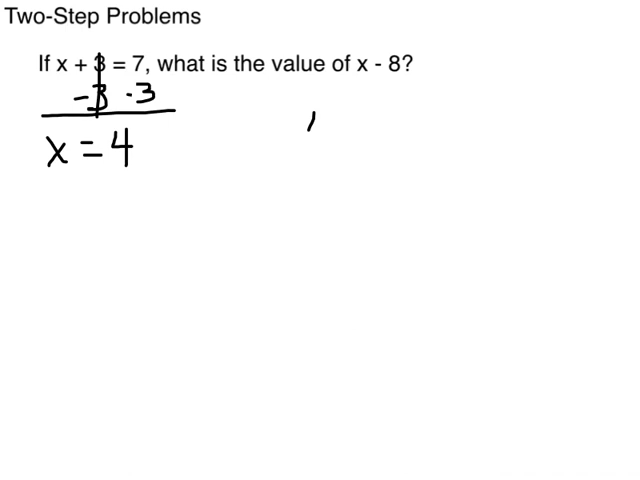 Two-Step Problems
If x + 3 = 7, what is the value of x - 8?
-3 -3
x = 4